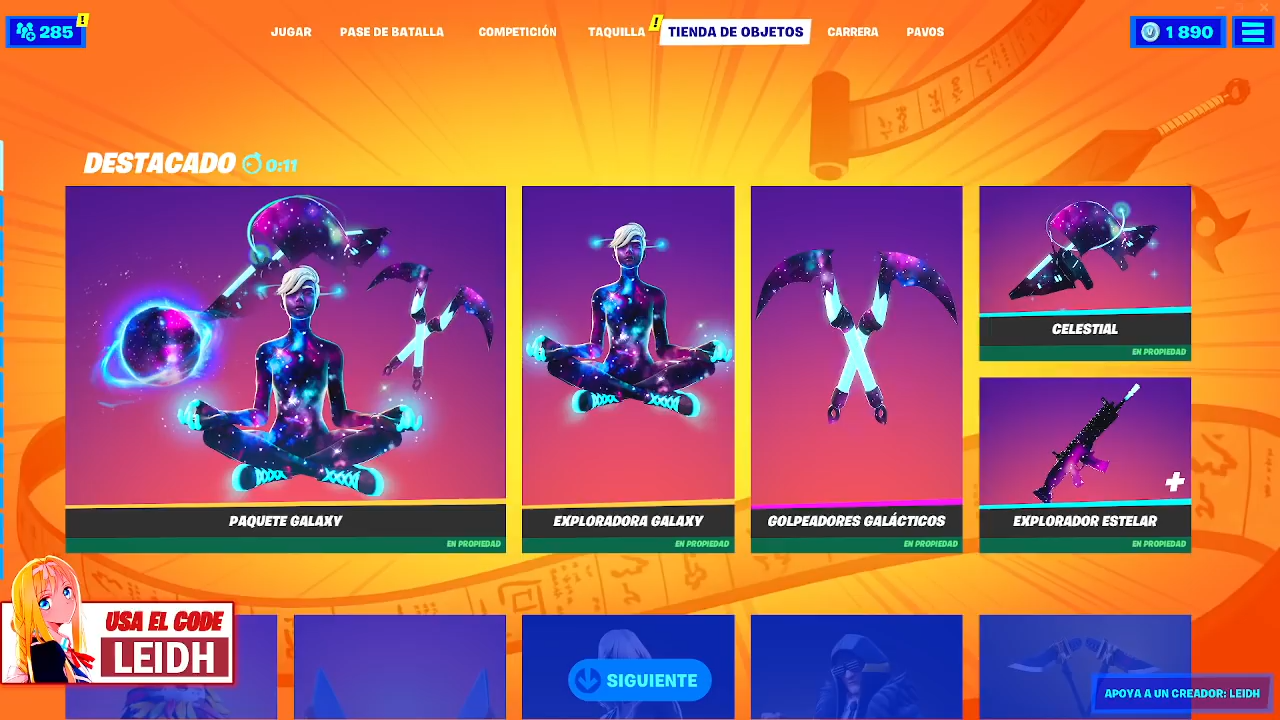 285
!
JUGAR
PASE DE BATALLA
COMPETICIÓN
TAQUILLA
!
TIENDA DE OBJETOS
CARRERA
PAVOS
1 890
DESTACADO 0:11
PAQUETE GALAXY
EN PROPIEDAD
EXPLORADORA GALAXY
EN PROPIEDAD
GOLPEADORES GALÁCTICOS
EN PROPIEDAD
CELESTIAL
EN PROPIEDAD
EXPLORADOR ESTELAR
EN PROPIEDAD
USA EL CODE
LEIDH
SIGUIENTE
APOYA A UN CREADOR: LEIDH